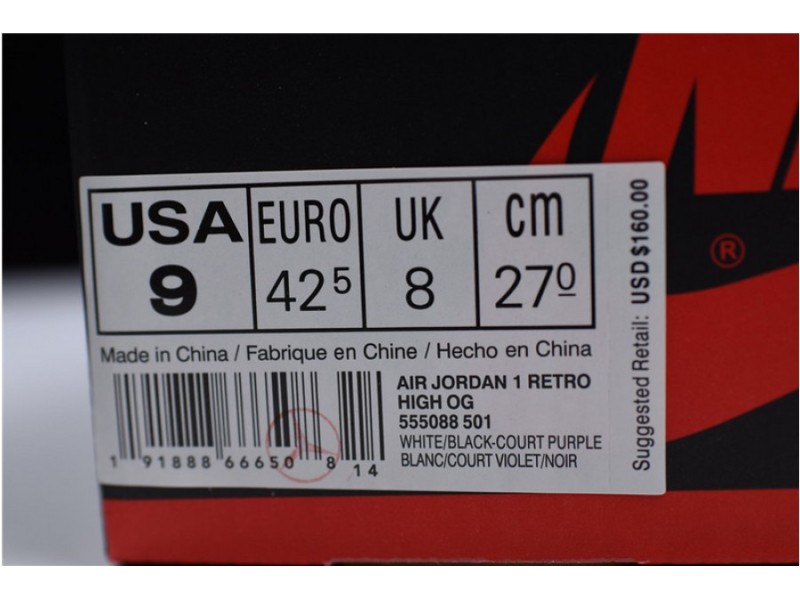 USA EURO UK cm
9 42⁵ 8 27⁰
Made in China / Fabrique en Chine / Hecho en China
AIR JORDAN 1 RETRO
HIGH OG
555088 501
WHITE/BLACK-COURT PURPLE
BLANC/COURT VIOLET/NOIR
1 91888 66650 8 14
Suggested Retail: USD $160.00
®